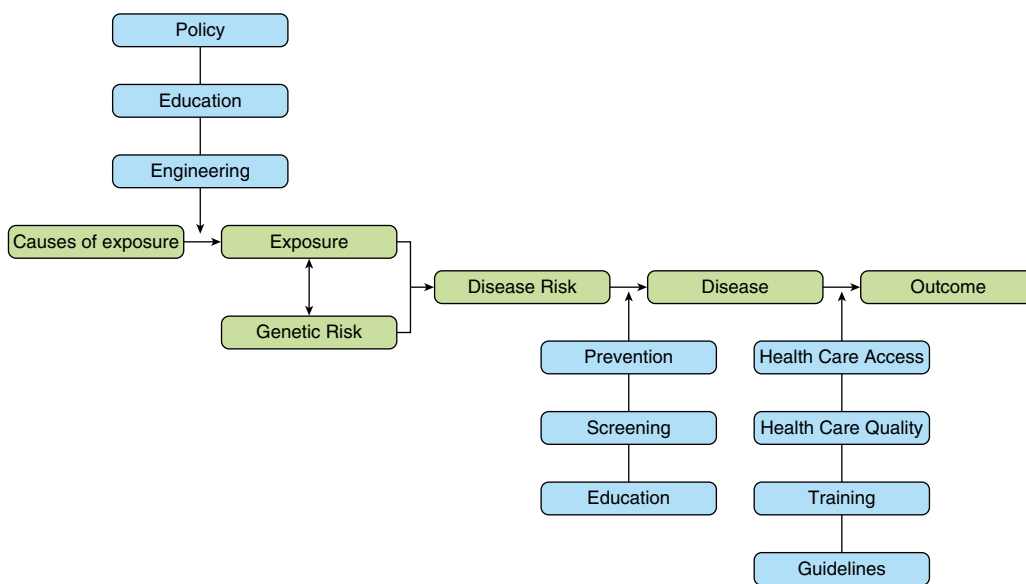 Policy
Education
Engineering
Causes of exposure
Exposure
Genetic Risk
Disease Risk
Disease
Outcome
Prevention
Screening
Education
Health Care Access
Health Care Quality
Training
Guidelines